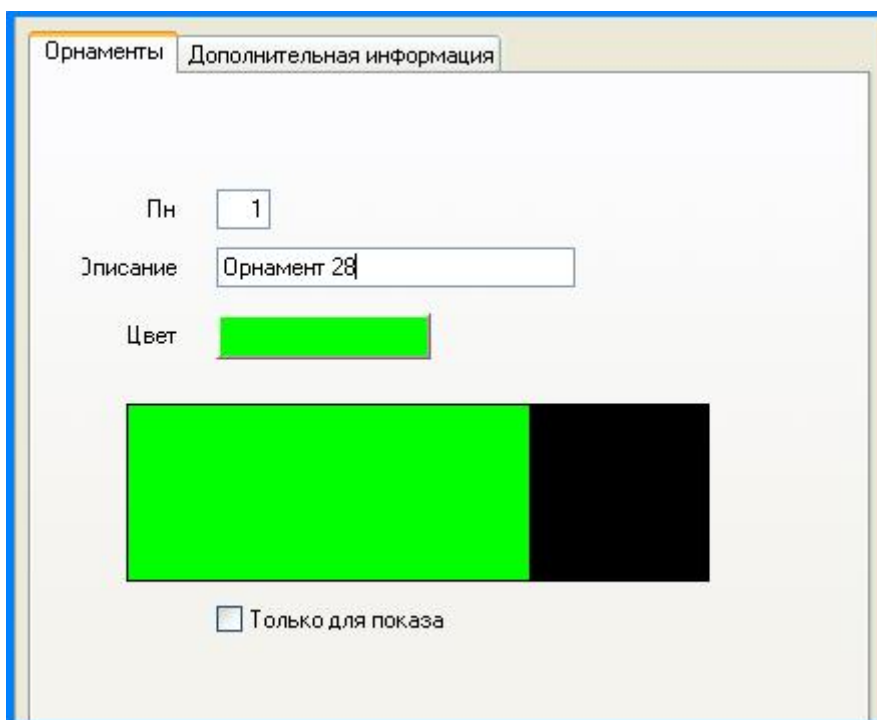 Орнаменты Дополнительная информация
Пн 1
Описание Орнамент 28
Цвет
Только для показа